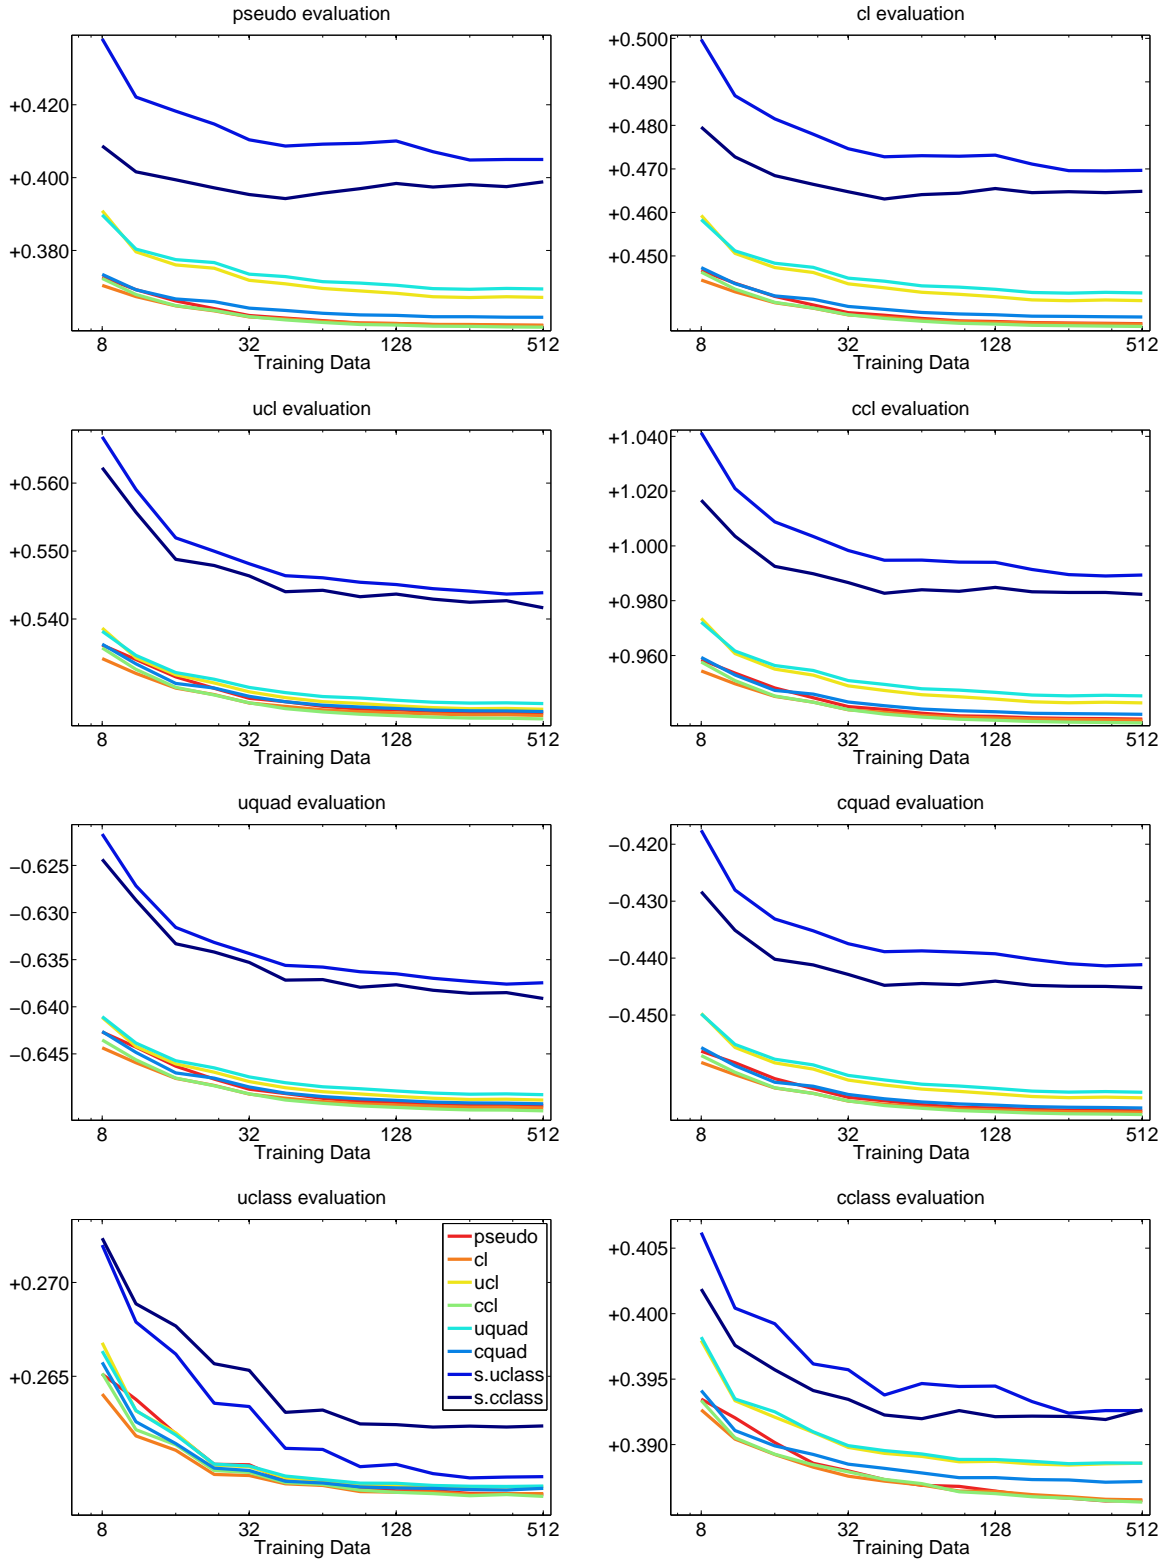 pseudo evaluation
+0.420
+0.400
+0.380
8 32 128 512
Training Data
cl evaluation
+0.500
+0.490
+0.480
+0.470
+0.460
+0.450
8 32 128 512
Training Data
ucl evaluation
+0.560
+0.550
+0.540
8 32 128 512
Training Data
ccl evaluation
+1.040
+1.020
+1.000
+0.980
+0.960
8 32 128 512
Training Data
uquad evaluation
−0.625
−0.630
−0.635
−0.640
−0.645
8 32 128 512
Training Data
cquad evaluation
−0.420
−0.430
−0.440
−0.450
8 32 128 512
Training Data
uclass evaluation
+0.270
+0.265
pseudo
cl
ucl
ccl
uquad
cquad
s.uclass
s.cclass
8 32 128 512
Training Data
cclass evaluation
+0.405
+0.400
+0.395
+0.390
8 32 128 512
Training Data